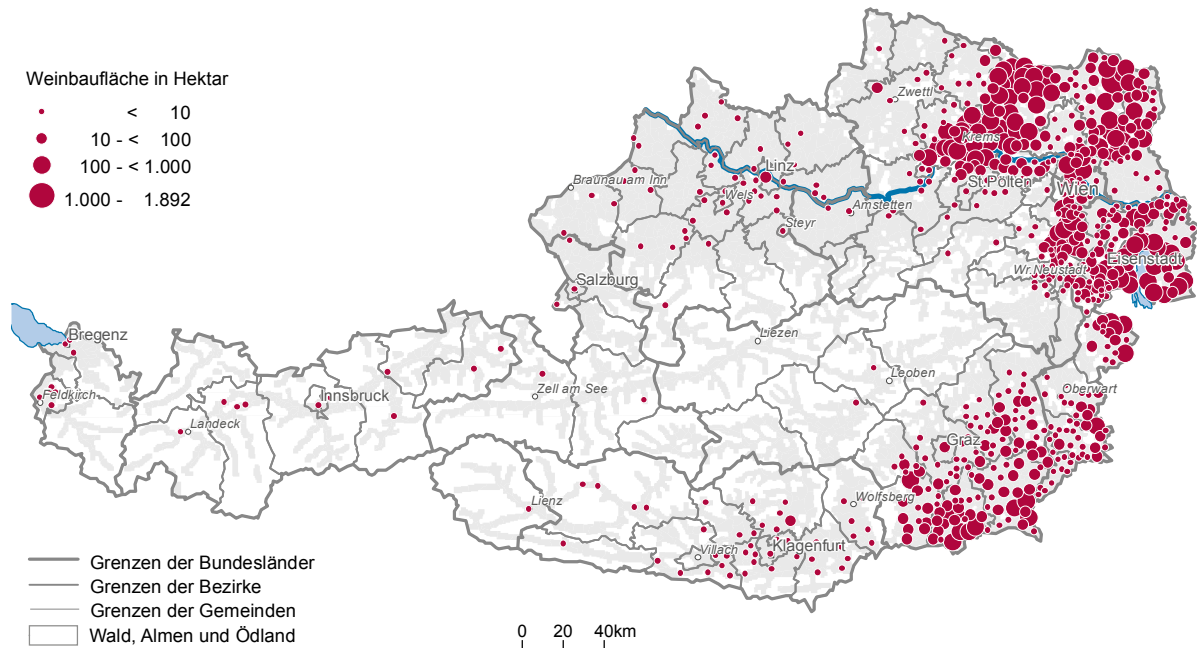 Weinbaufläche in Hektar
< 10
10 - < 100
100 - < 1.000
1.000 - 1.892
Zwettl
Krems
Linz
St.Pölten
Wien
Braunau am Inn
Wels
Amstetten
Steyr
Eisenstadt
Wr.Neustadt
Salzburg
Bregenz
Liezen
Leoben
Oberwart
Feldkirch
Innsbruck
Zell am See
Landeck
Graz
Lienz
Wolfsberg
Villach
Klagenfurt
Grenzen der Bundesländer
Grenzen der Bezirke
Grenzen der Gemeinden
Wald, Almen und Ödland
0 20 40km